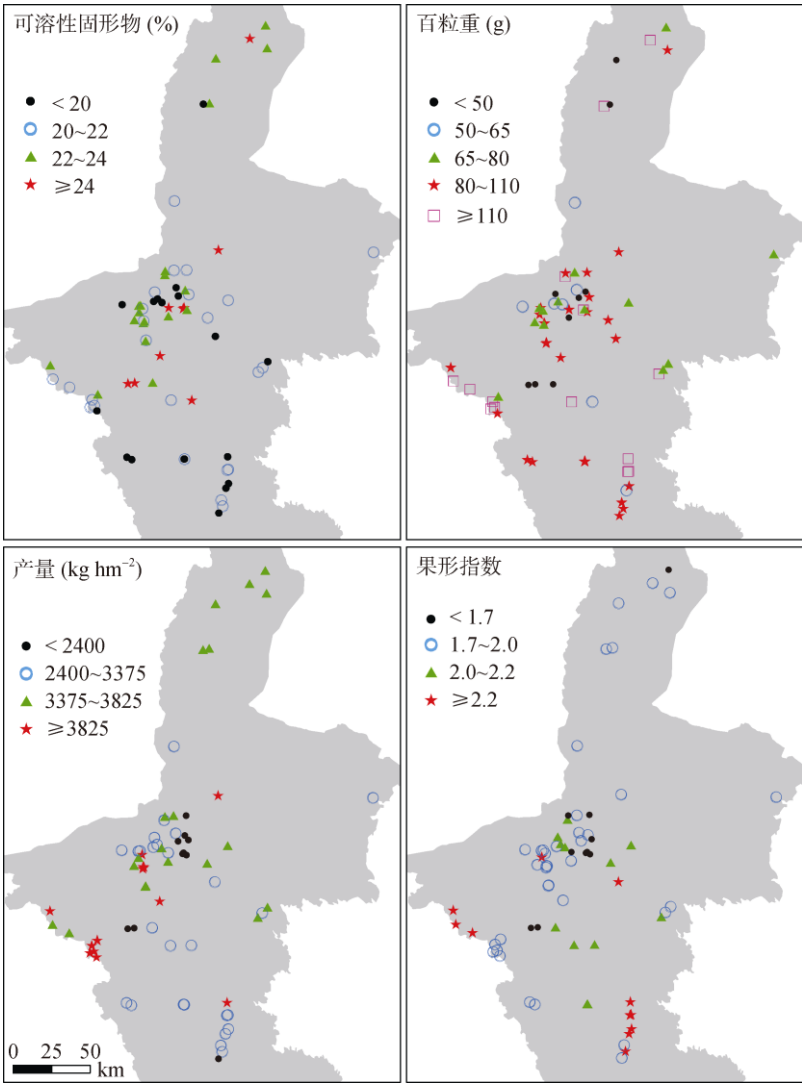 可溶性固形物 (%)
< 20
20~22
22~24
≥24
百粒重 (g)
< 50
50~65
65~80
80~110
≥110
产量 (kg hm⁻²)
< 2400
2400~3375
3375~3825
≥3825
0 25 50
km
果形指数
< 1.7
1.7~2.0
2.0~2.2
≥2.2